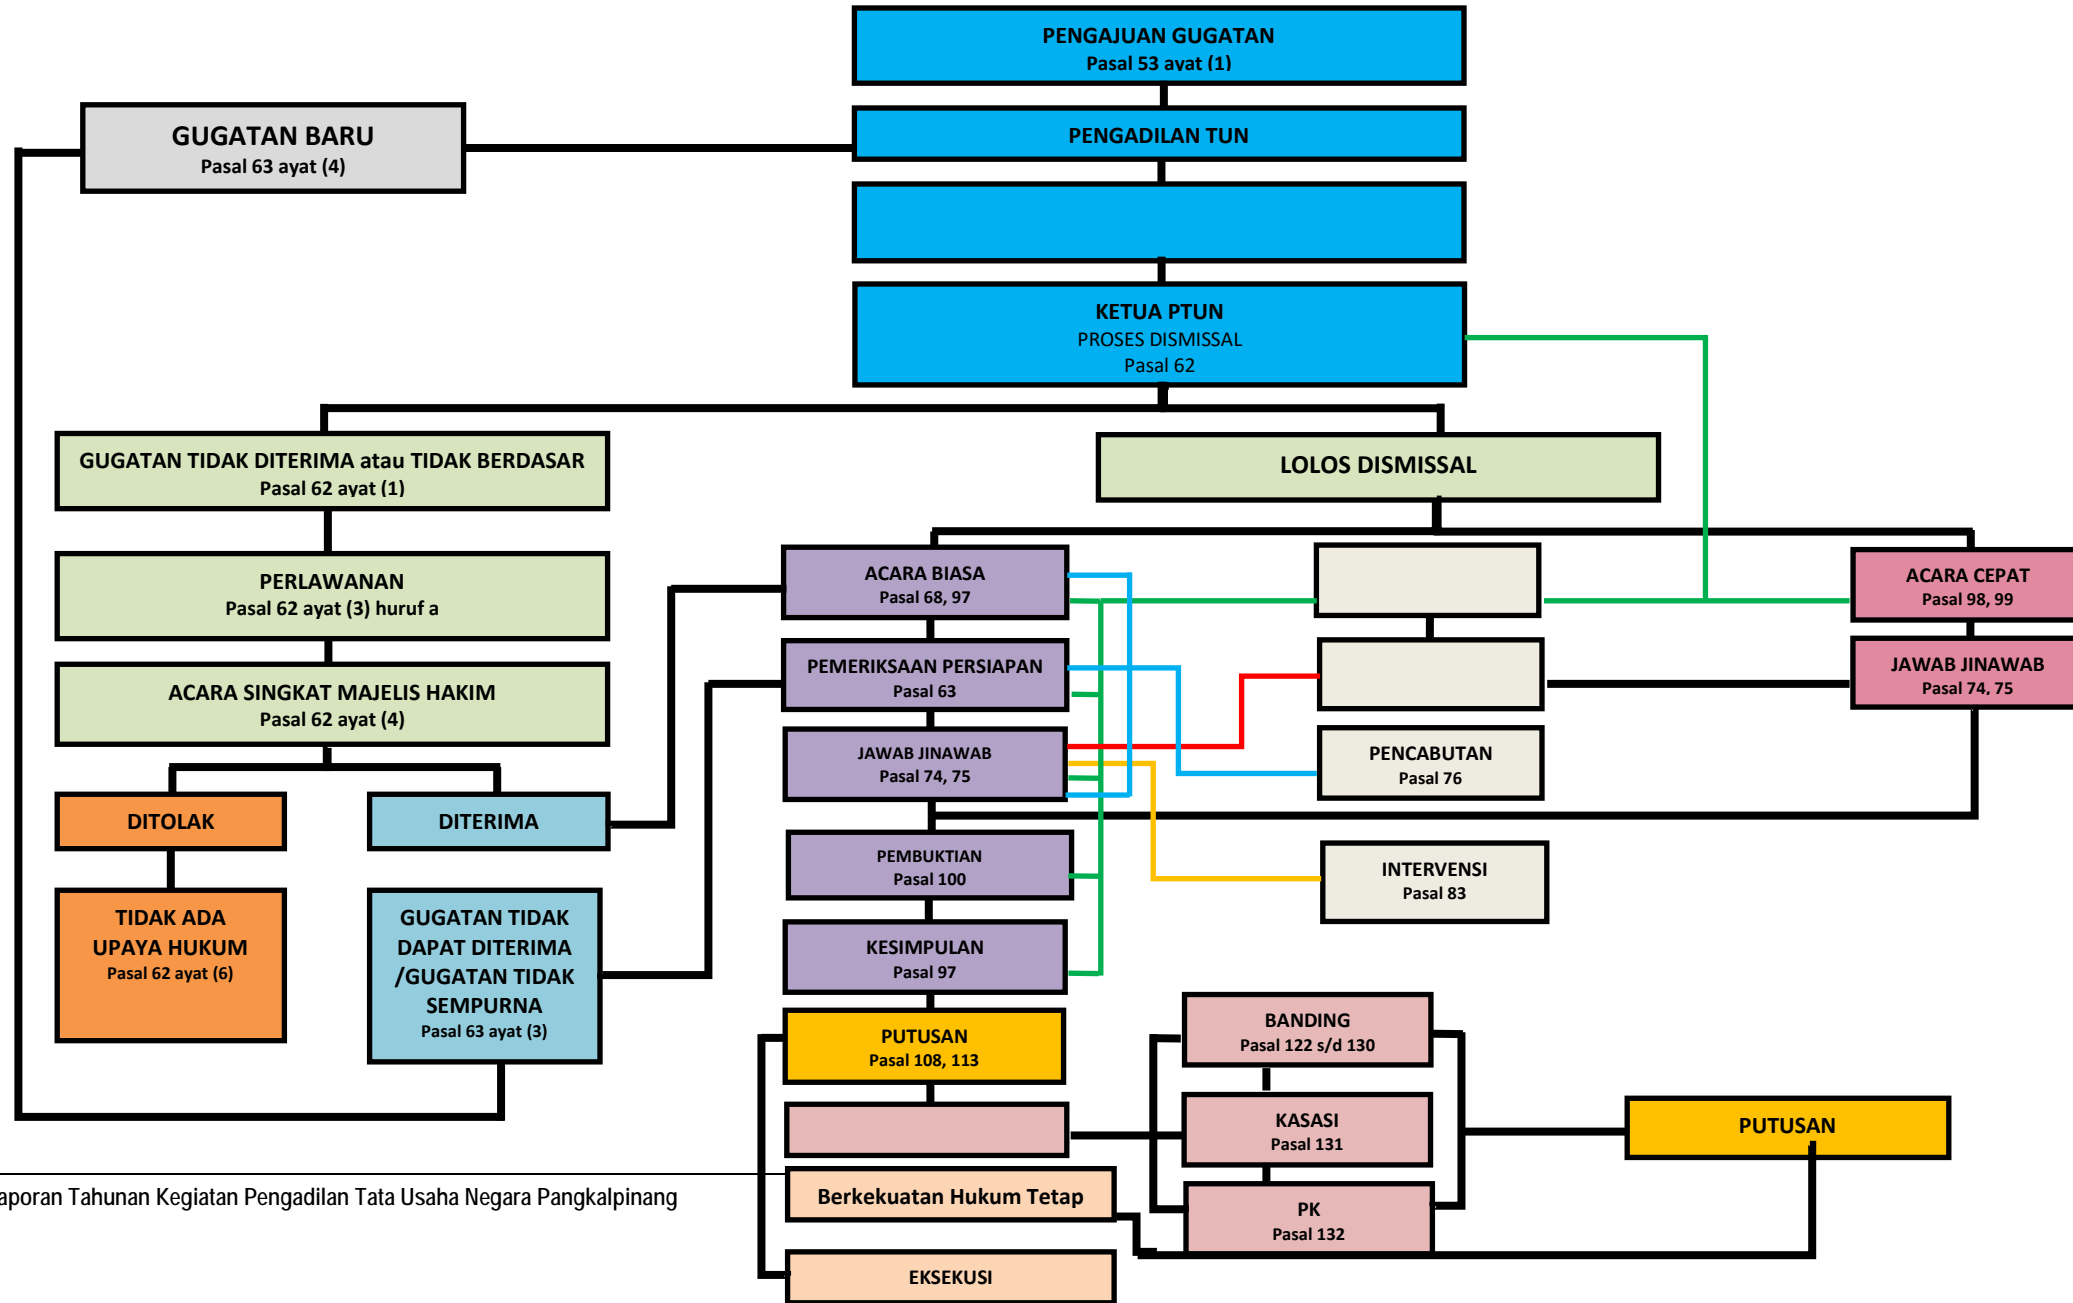 PENGAJUAN GUGATAN
Pasal 53 ayat (1)
GUGATAN BARU
Pasal 63 ayat (4)
PENGADILAN TUN
KETUA PTUN
PROSES DISMISSAL
Pasal 62
GUGATAN TIDAK DITERIMA atau TIDAK BERDASAR
Pasal 62 ayat (1)
LOLOS DISMISSAL
PERLAWANAN
Pasal 62 ayat (3) huruf a
ACARA BIASA
Pasal 68, 97
ACARA CEPAT
Pasal 98, 99
ACARA SINGKAT MAJELIS HAKIM
Pasal 62 ayat (4)
PEMERIKSAAN PERSIAPAN
Pasal 63
JAWAB JINAWAB
Pasal 74, 75
JAWAB JINAWAB
Pasal 74, 75
PENCABUTAN
Pasal 76
DITOLAK
DITERIMA
PEMBUKTIAN
Pasal 100
INTERVENSI
Pasal 83
TIDAK ADA
UPAYA HUKUM
Pasal 62 ayat (6)
GUGATAN TIDAK
DAPAT DITERIMA
/GUGATAN TIDAK
SEMPURNA
Pasal 63 ayat (3)
KESIMPULAN
Pasal 97
PUTUSAN
Pasal 108, 113
BANDING
Pasal 122 s/d 130
KASASI
Pasal 131
PUTUSAN
Berkekuatan Hukum Tetap
PK
Pasal 132
EKSEKUSI
aporan Tahunan Kegiatan Pengadilan Tata Usaha Negara Pangkalpinang